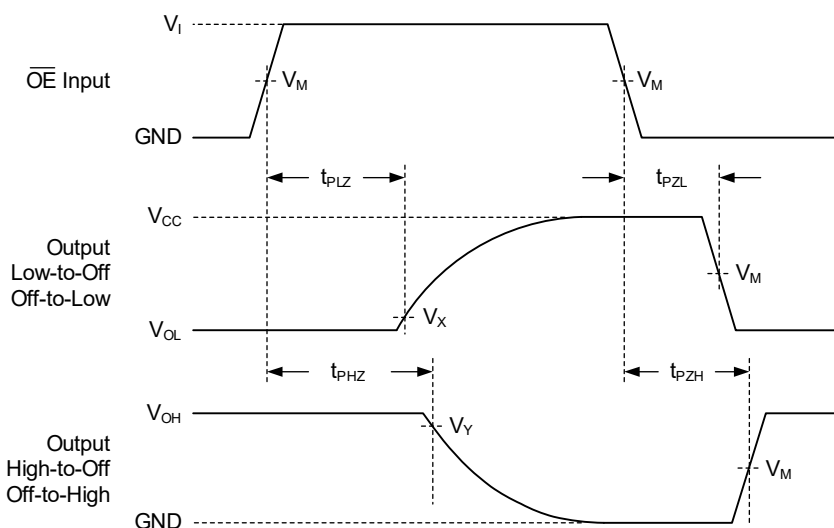 V_I
O̅E̅ Input
V_M
V_M
GND
t_PLZ
t_PZL
V_CC
Output
Low-to-Off
Off-to-Low
V_M
V_X
V_OL
t_PHZ
t_PZH
V_OH
V_Y
Output
High-to-Off
Off-to-High
V_M
GND